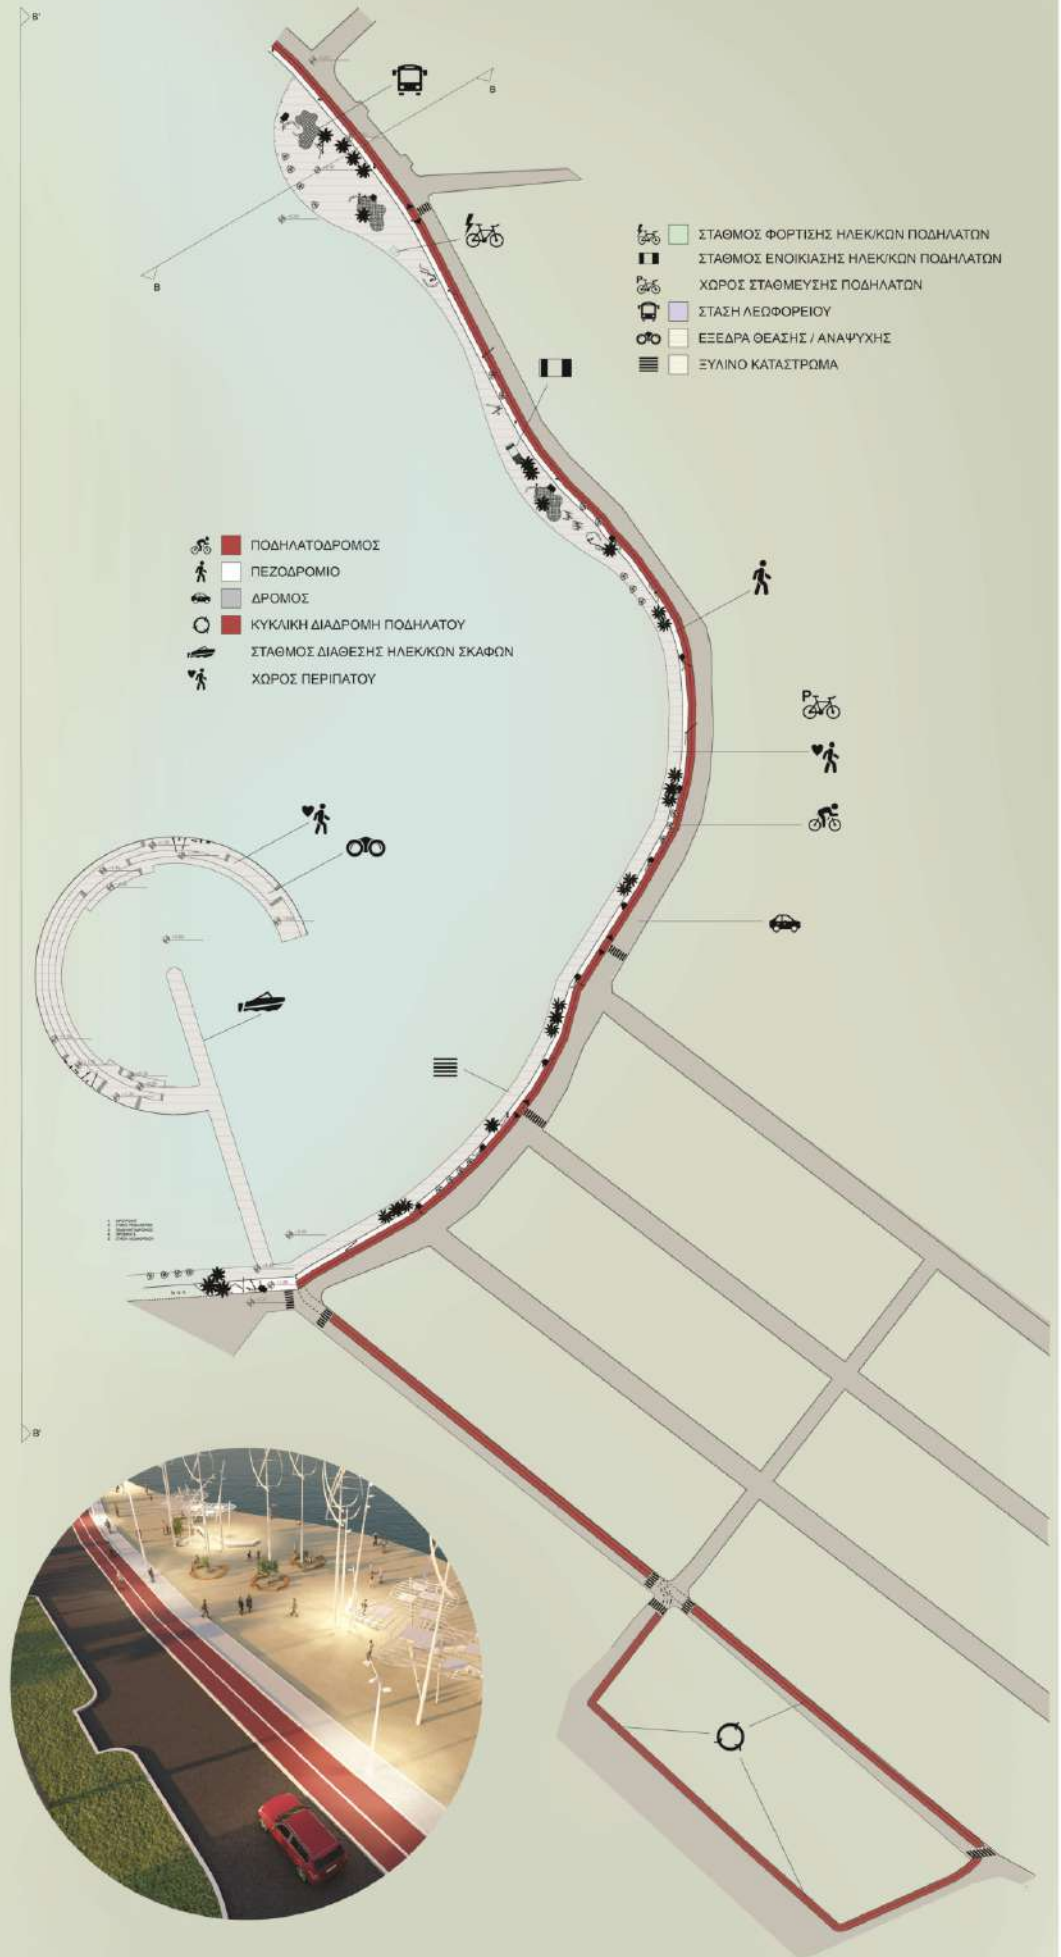 B'
B
B
ΣΤΑΘΜΟΣ ΦΟΡΤΙΣΗΣ ΗΛΕΚ/ΚΩΝ ΠΟΔΗΛΑΤΩΝ
ΣΤΑΘΜΟΣ ΕΝΟΙΚΙΑΣΗΣ ΗΛΕΚ/ΚΩΝ ΠΟΔΗΛΑΤΩΝ
P ΧΩΡΟΣ ΣΤΑΘΜΕΥΣΗΣ ΠΟΔΗΛΑΤΩΝ
ΣΤΑΣΗ ΛΕΩΦΟΡΕΙΟΥ
ΕΞΕΔΡΑ ΘΕΑΣΗΣ / ΑΝΑΨΥΧΗΣ
ΞΥΛΙΝΟ ΚΑΤΑΣΤΡΩΜΑ
ΠΟΔΗΛΑΤΟΔΡΟΜΟΣ
ΠΕΖΟΔΡΟΜΙΟ
ΔΡΟΜΟΣ
ΚΥΚΛΙΚΗ ΔΙΑΔΡΟΜΗ ΠΟΔΗΛΑΤΟΥ
ΣΤΑΘΜΟΣ ΔΙΑΘΕΣΗΣ ΗΛΕΚ/ΚΩΝ ΣΚΑΦΩΝ
ΧΩΡΟΣ ΠΕΡΙΠΑΤΟΥ
P
B'